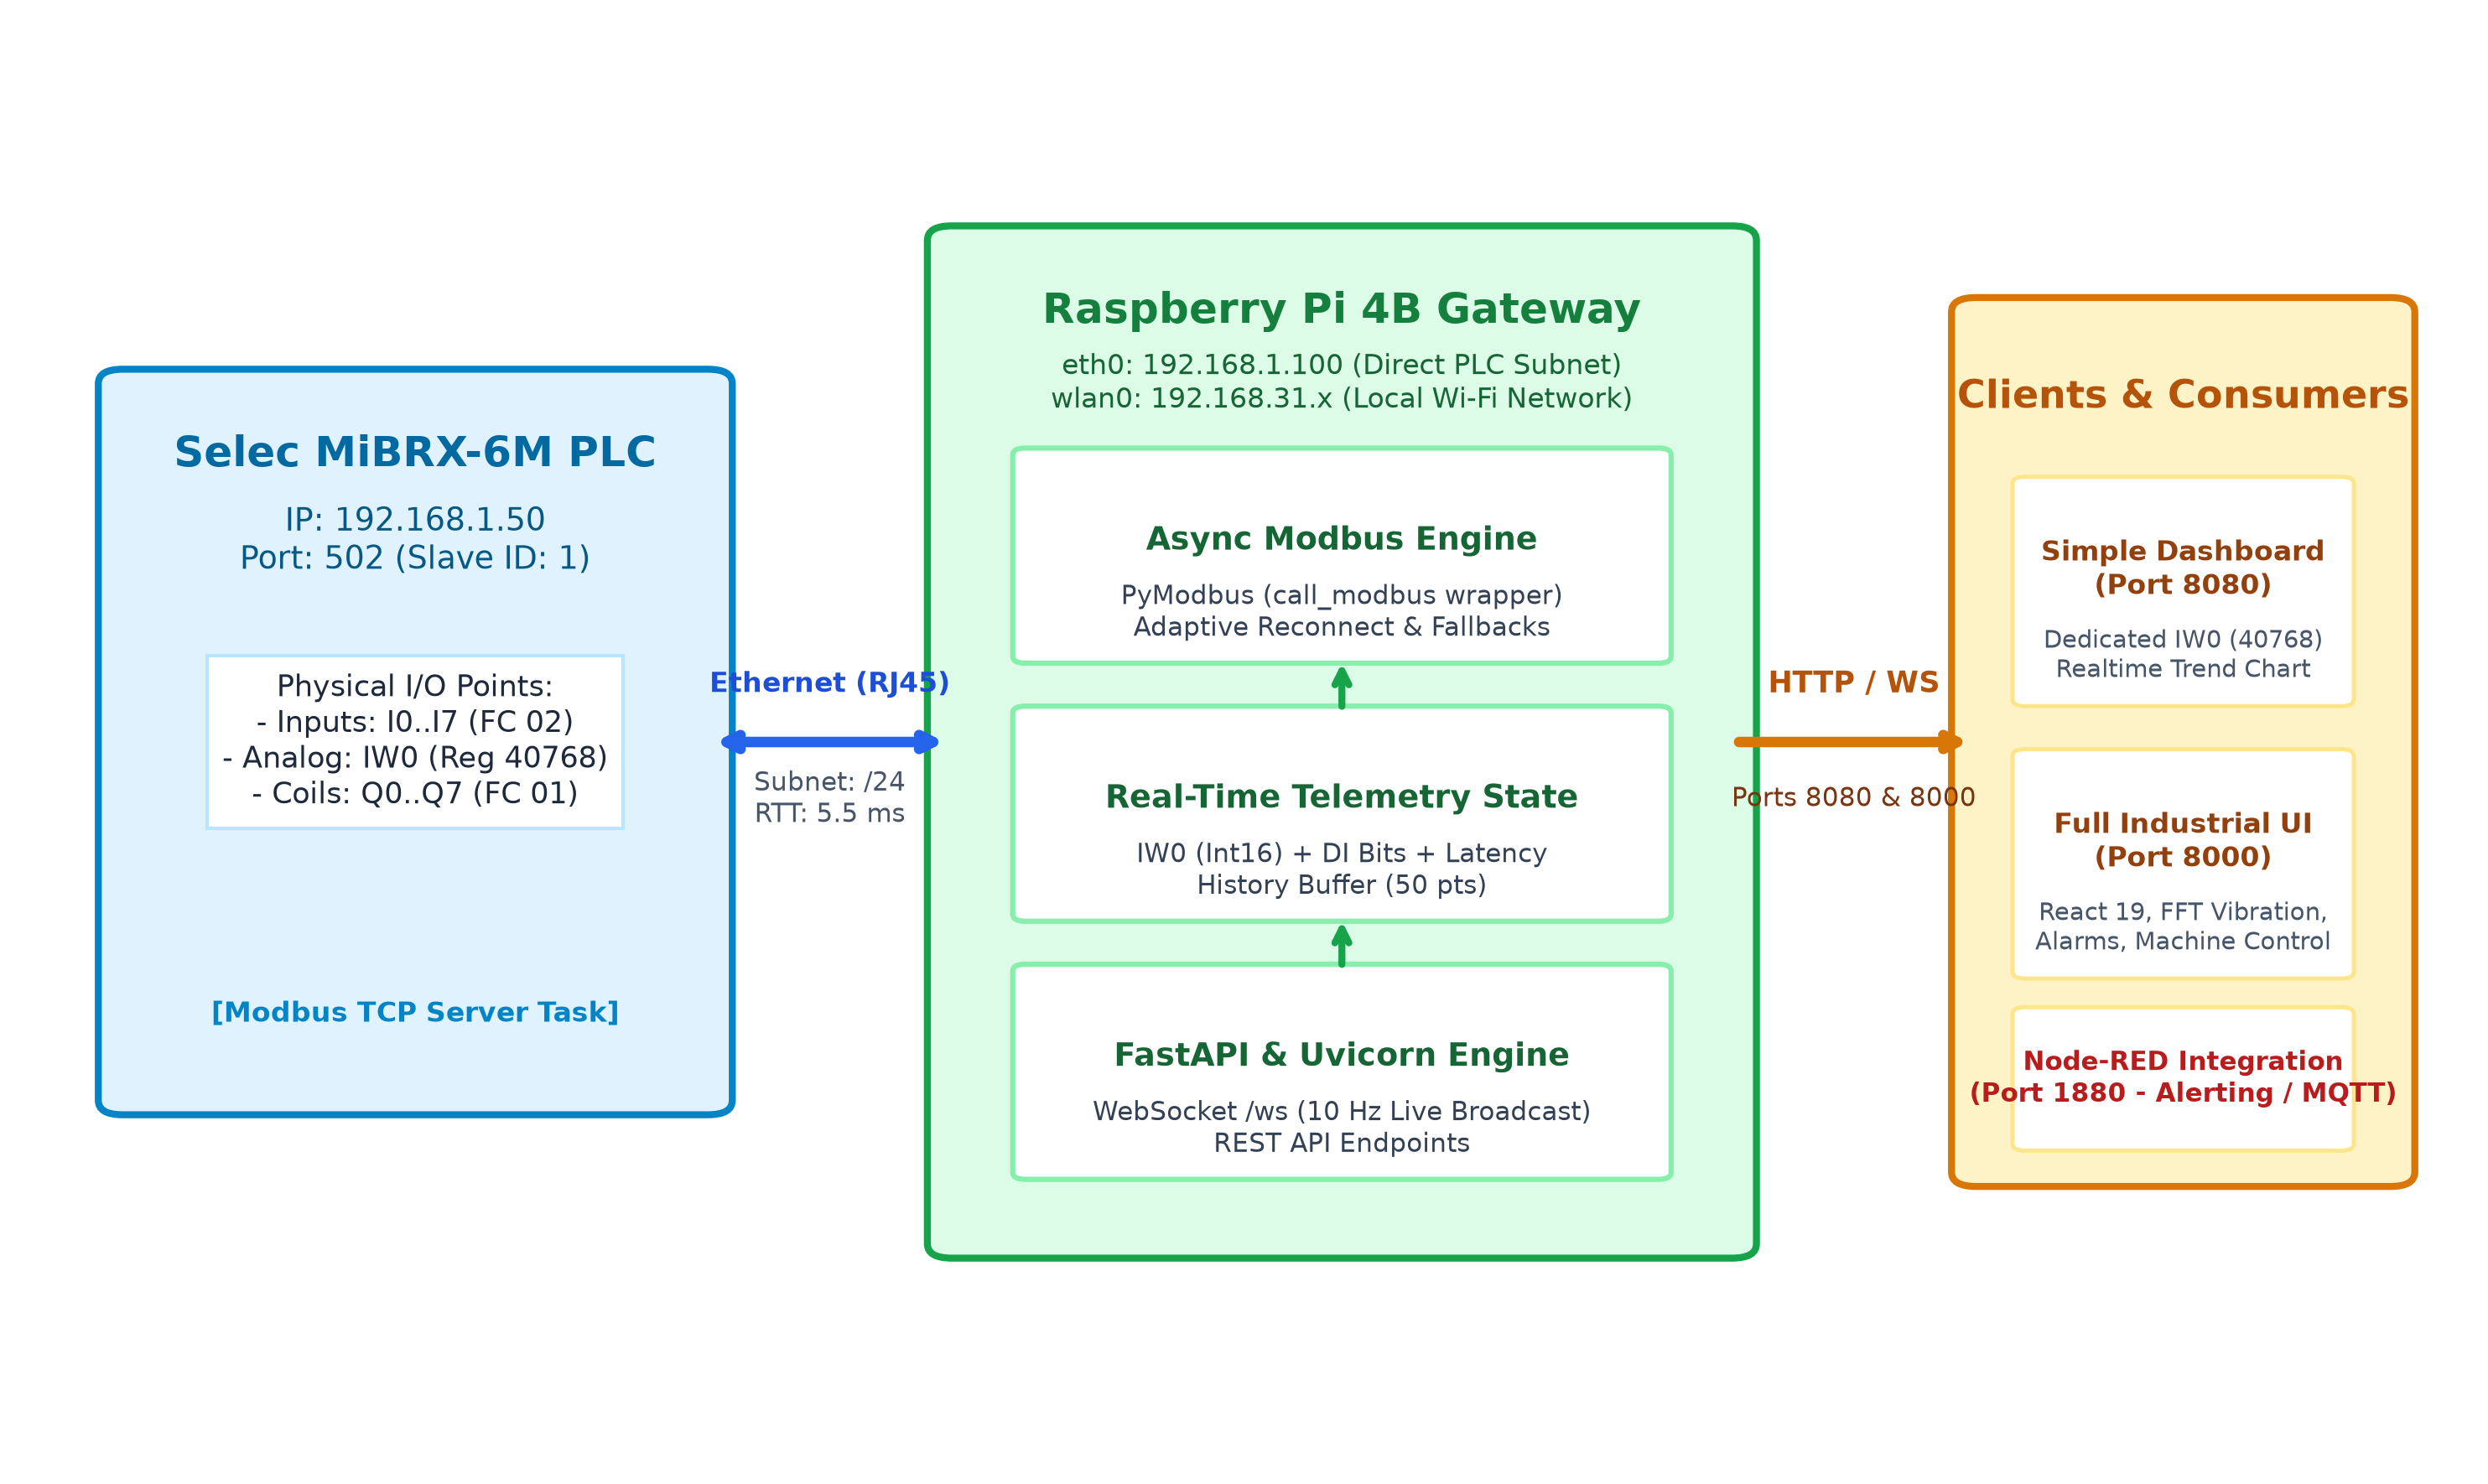 Selec MiBRX-6M PLC
IP: 192.168.1.50
Port: 502 (Slave ID: 1)
Physical I/O Points:
- Inputs: I0..I7 (FC 02)
- Analog: IW0 (Reg 40768)
- Coils: Q0..Q7 (FC 01)
[Modbus TCP Server Task]
Ethernet (RJ45)
Subnet: /24
RTT: 5.5 ms
Raspberry Pi 4B Gateway
eth0: 192.168.1.100 (Direct PLC Subnet)
wlan0: 192.168.31.x (Local Wi-Fi Network)
Async Modbus Engine
PyModbus (call_modbus wrapper)
Adaptive Reconnect & Fallbacks
Real-Time Telemetry State
IW0 (Int16) + DI Bits + Latency
History Buffer (50 pts)
FastAPI & Uvicorn Engine
WebSocket /ws (10 Hz Live Broadcast)
REST API Endpoints
HTTP / WS
Ports 8080 & 8000
Clients & Consumers
Simple Dashboard
(Port 8080)
Dedicated IW0 (40768)
Realtime Trend Chart
Full Industrial UI
(Port 8000)
React 19, FFT Vibration,
Alarms, Machine Control
Node-RED Integration
(Port 1880 - Alerting / MQTT)